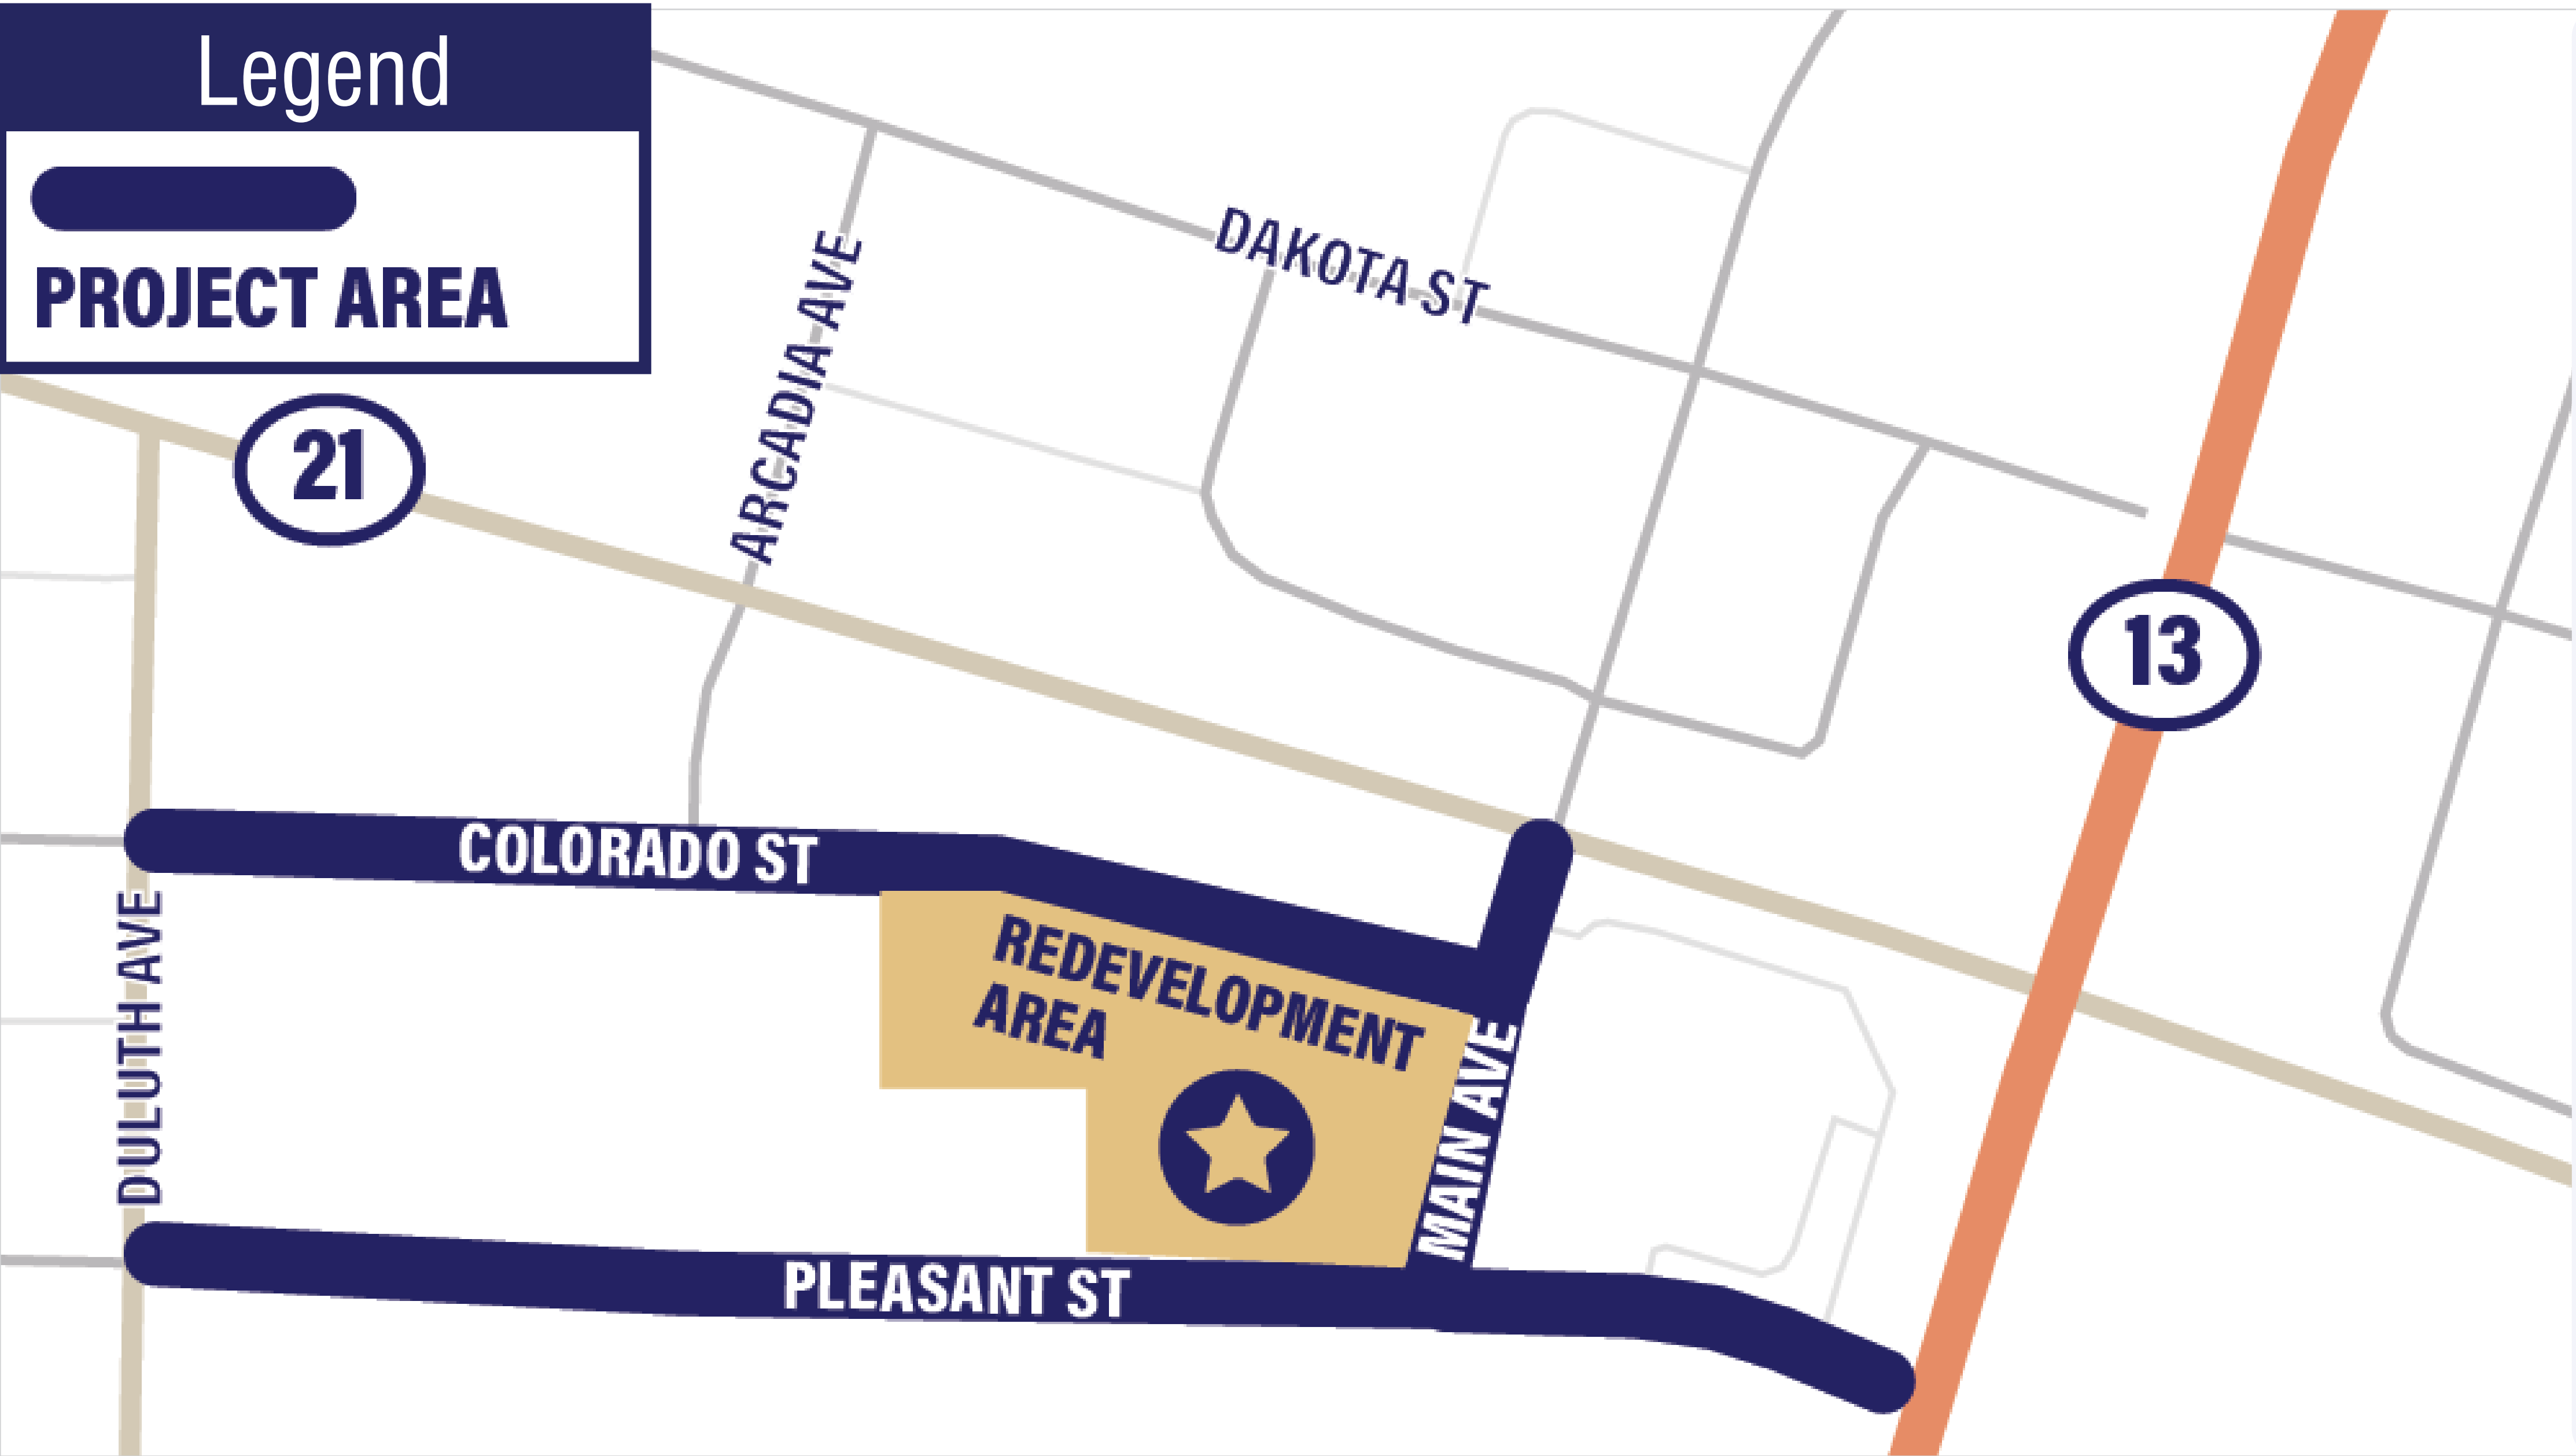 Legend
PROJECT AREA
DAKOTA ST
ARCADIA AVE
21
13
COLORADO ST
REDEVELOPMENT
AREA
DULUTH AVE
MAIN AVE
PLEASANT ST